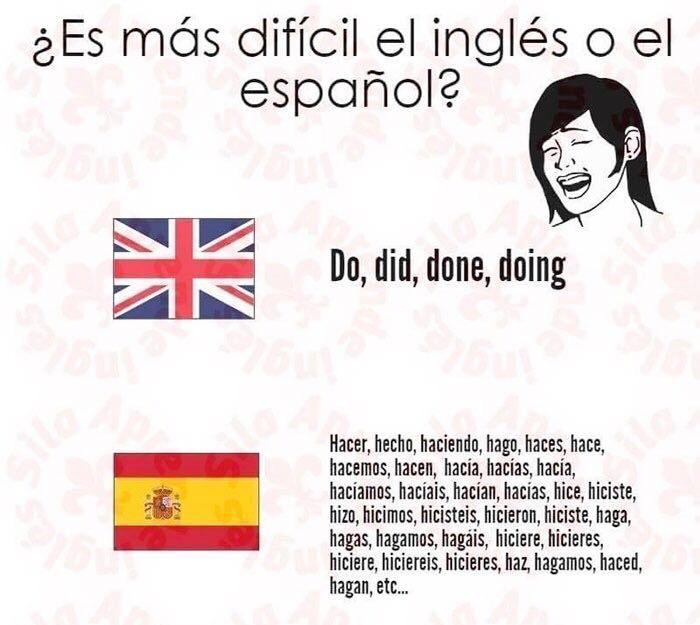 ¿Es más difícil el inglés o el
español?
Do, did, done, doing
Hacer, hecho, haciendo, hago, haces, hace,
hacemos, hacen, hacía, hacías, hacía,
hacíamos, hacíais, hacían, hacías, hice, hiciste,
hizo, hicimos, hicisteis, hicieron, hiciste, haga,
hagas, hagamos, hagáis, hiciere, hicieres,
hiciere, hiciereis, hicieres, haz, hagamos, haced,
hagan, etc...